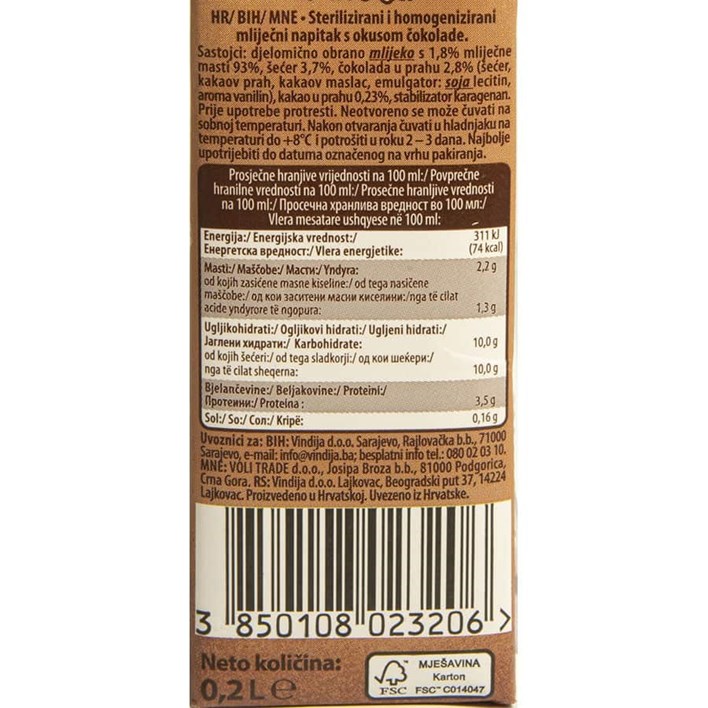 HR/ BIH/ MNE • Sterilizirani i homogenizirani
mliječni napitak s okusom čokolade.
Sastojci: djelomično obrano mlijeko s 1,8% mliječne
masti 93%, šećer 3,7%, čokolada u prahu 2,8% (šećer,
kakaov prah, kakaov maslac, emulgator: soja lecitin,
aroma vanilin), kakao u prahu 0,23%, stabilizator karagenan.
Prije upotrebe protresti. Neotvoreno se može čuvati na
sobnoj temperaturi. Nakon otvaranja čuvati u hladnjaku na
temperaturi do +8°C i potrošiti u roku 2 – 3 dana. Najbolje
upotrijebiti do datuma označenog na vrhu pakiranja.
Prosječne hranjive vrijednosti na 100 ml:/ Povprečne
hranilne vrednosti na 100 ml:/ Prosečne hranljive vrednosti
na 100 ml:/ Просечна хранлива вредност во 100 мл:/
Vlera mesatare ushqyese në 100 ml:
Energija:/ Energijska vrednost:/ 311 kJ
Енергетска вредност:/ Vlera energjetike: (74 kcal)
Masti:/ Maščobe:/ Масти:/ Yndyra: 2,2 g
od kojih zasićene masne kiseline:/ od tega nasičene
maščobe:/ од кои заситени масни киселини:/nga të cilat
acide yndyrore të ngopura: 1,3 g
Ugljikohidrati:/ Ogljikovi hidrati:/ Ugljeni hidrati:/
Јаглени хидрати:/ Karbohidrate: 10,0 g
od kojih šećeri:/ od tega sladkorji:/ од кои шеќери:/
nga të cilat sheqerna: 10,0 g
Bjelančevine:/ Beljakovine:/ Proteini:/
Протеини:/ Proteina : 3,5 g
Sol:/ So:/ Сол:/ Kripë: 0,16 g
Uvoznici za: BIH: Vindija d.o.o. Sarajevo, Rajlovačka b.b., 71000
Sarajevo, e-mail: info@vindija.ba; besplatni info tel.: 080 02 03 10.
MNE: VOLI TRADE d.o.o., Josipa Broza b.b., 81000 Podgorica,
Crna Gora. RS: Vindija d.o.o. Lajkovac, Beogradski put 37, 14224
Lajkovac. Proizvedeno u Hrvatskoj. Uvezeno iz Hrvatske.
3 850108 023206 >
Neto količina:
0,2 L ℮
MJEŠAVINA
Karton
FSC FSC™ C014047